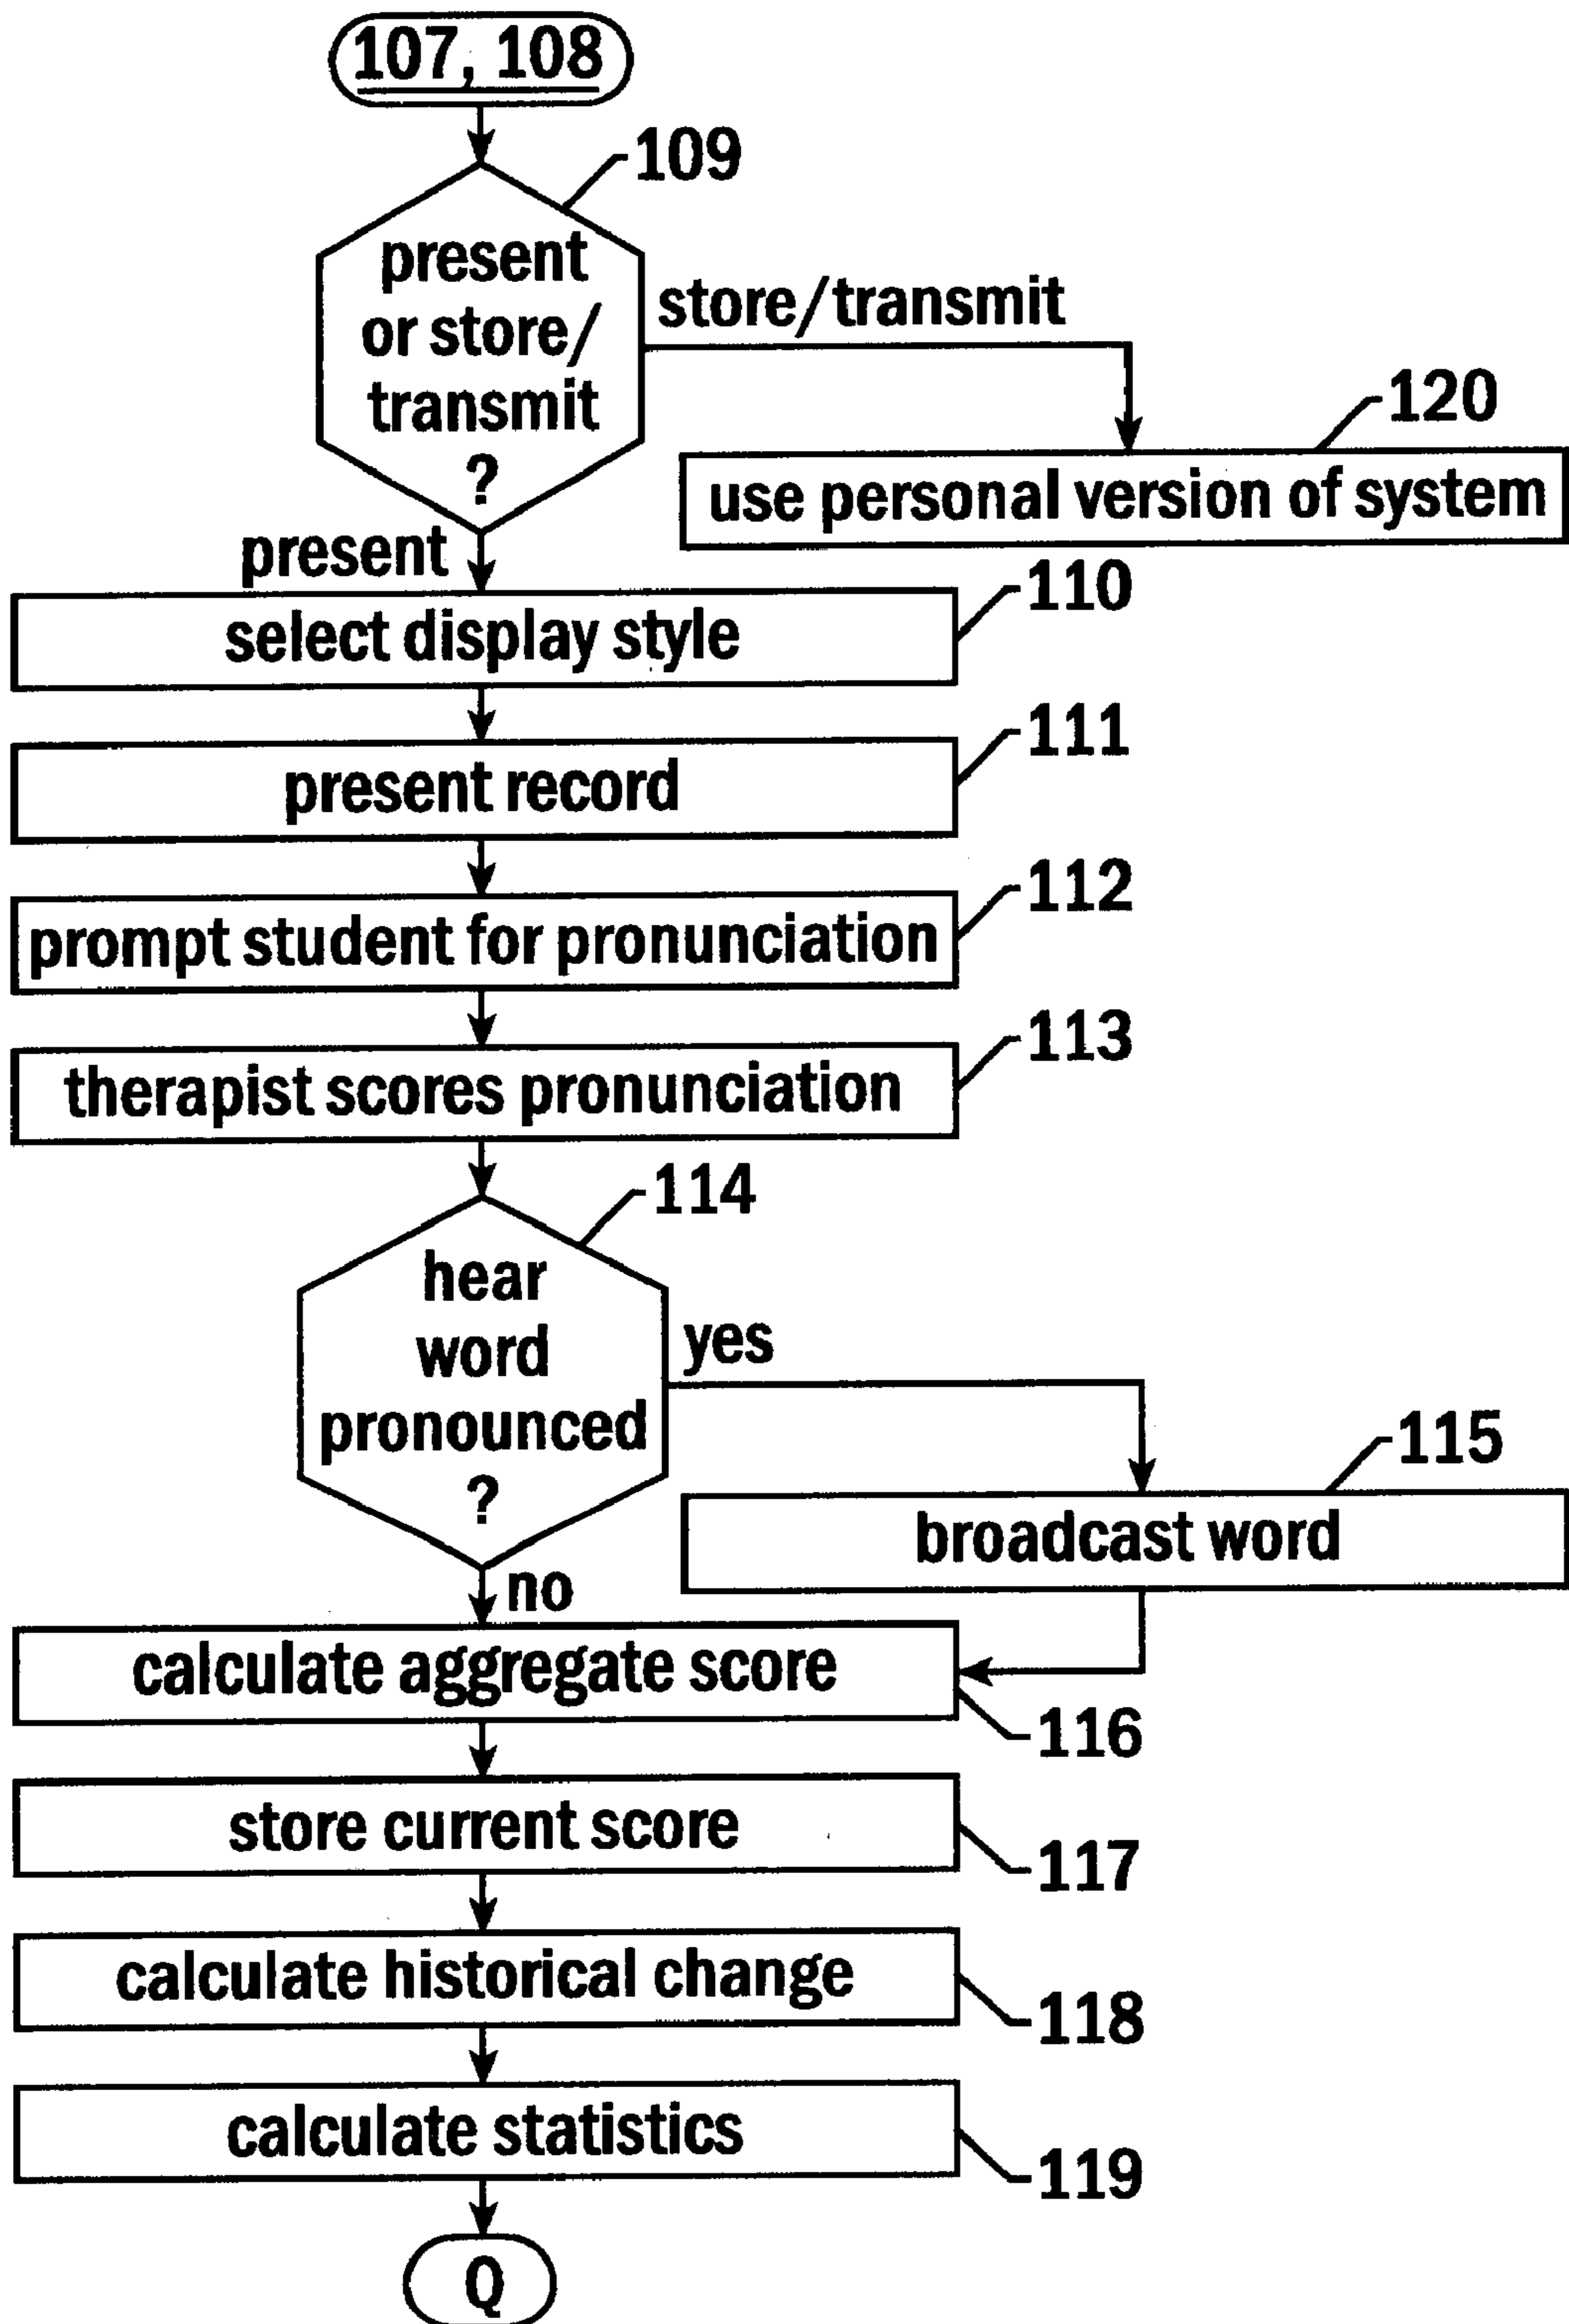 107, 108
109
present
or store/
transmit
?
store/transmit
120
use personal version of system
present
110
select display style
111
present record
112
prompt student for pronunciation
113
therapist scores pronunciation
114
hear
word
pronounced
?
yes
115
broadcast word
no
calculate aggregate score
116
store current score
117
calculate historical change
118
calculate statistics
119
Q